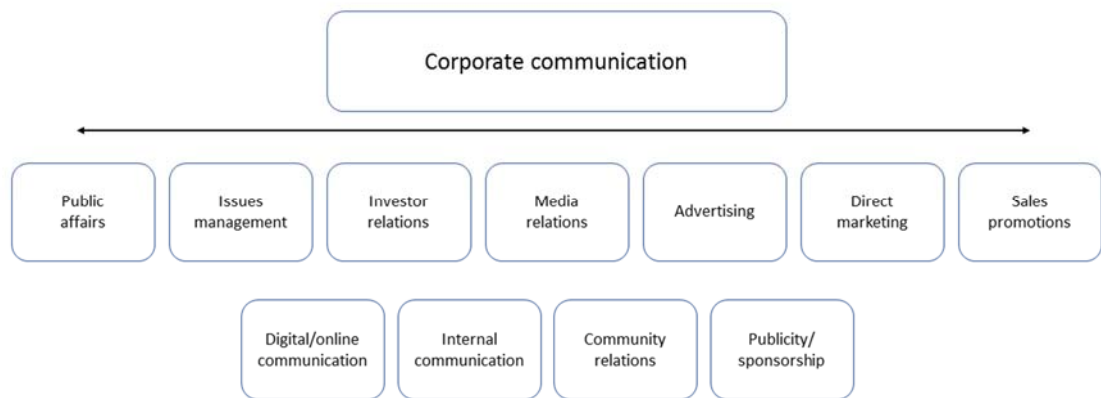 Corporate communication
Public
affairs
Issues
management
Investor
relations
Media
relations
Advertising
Direct
marketing
Sales
promotions
Digital/online
communication
Internal
communication
Community
relations
Publicity/
sponsorship